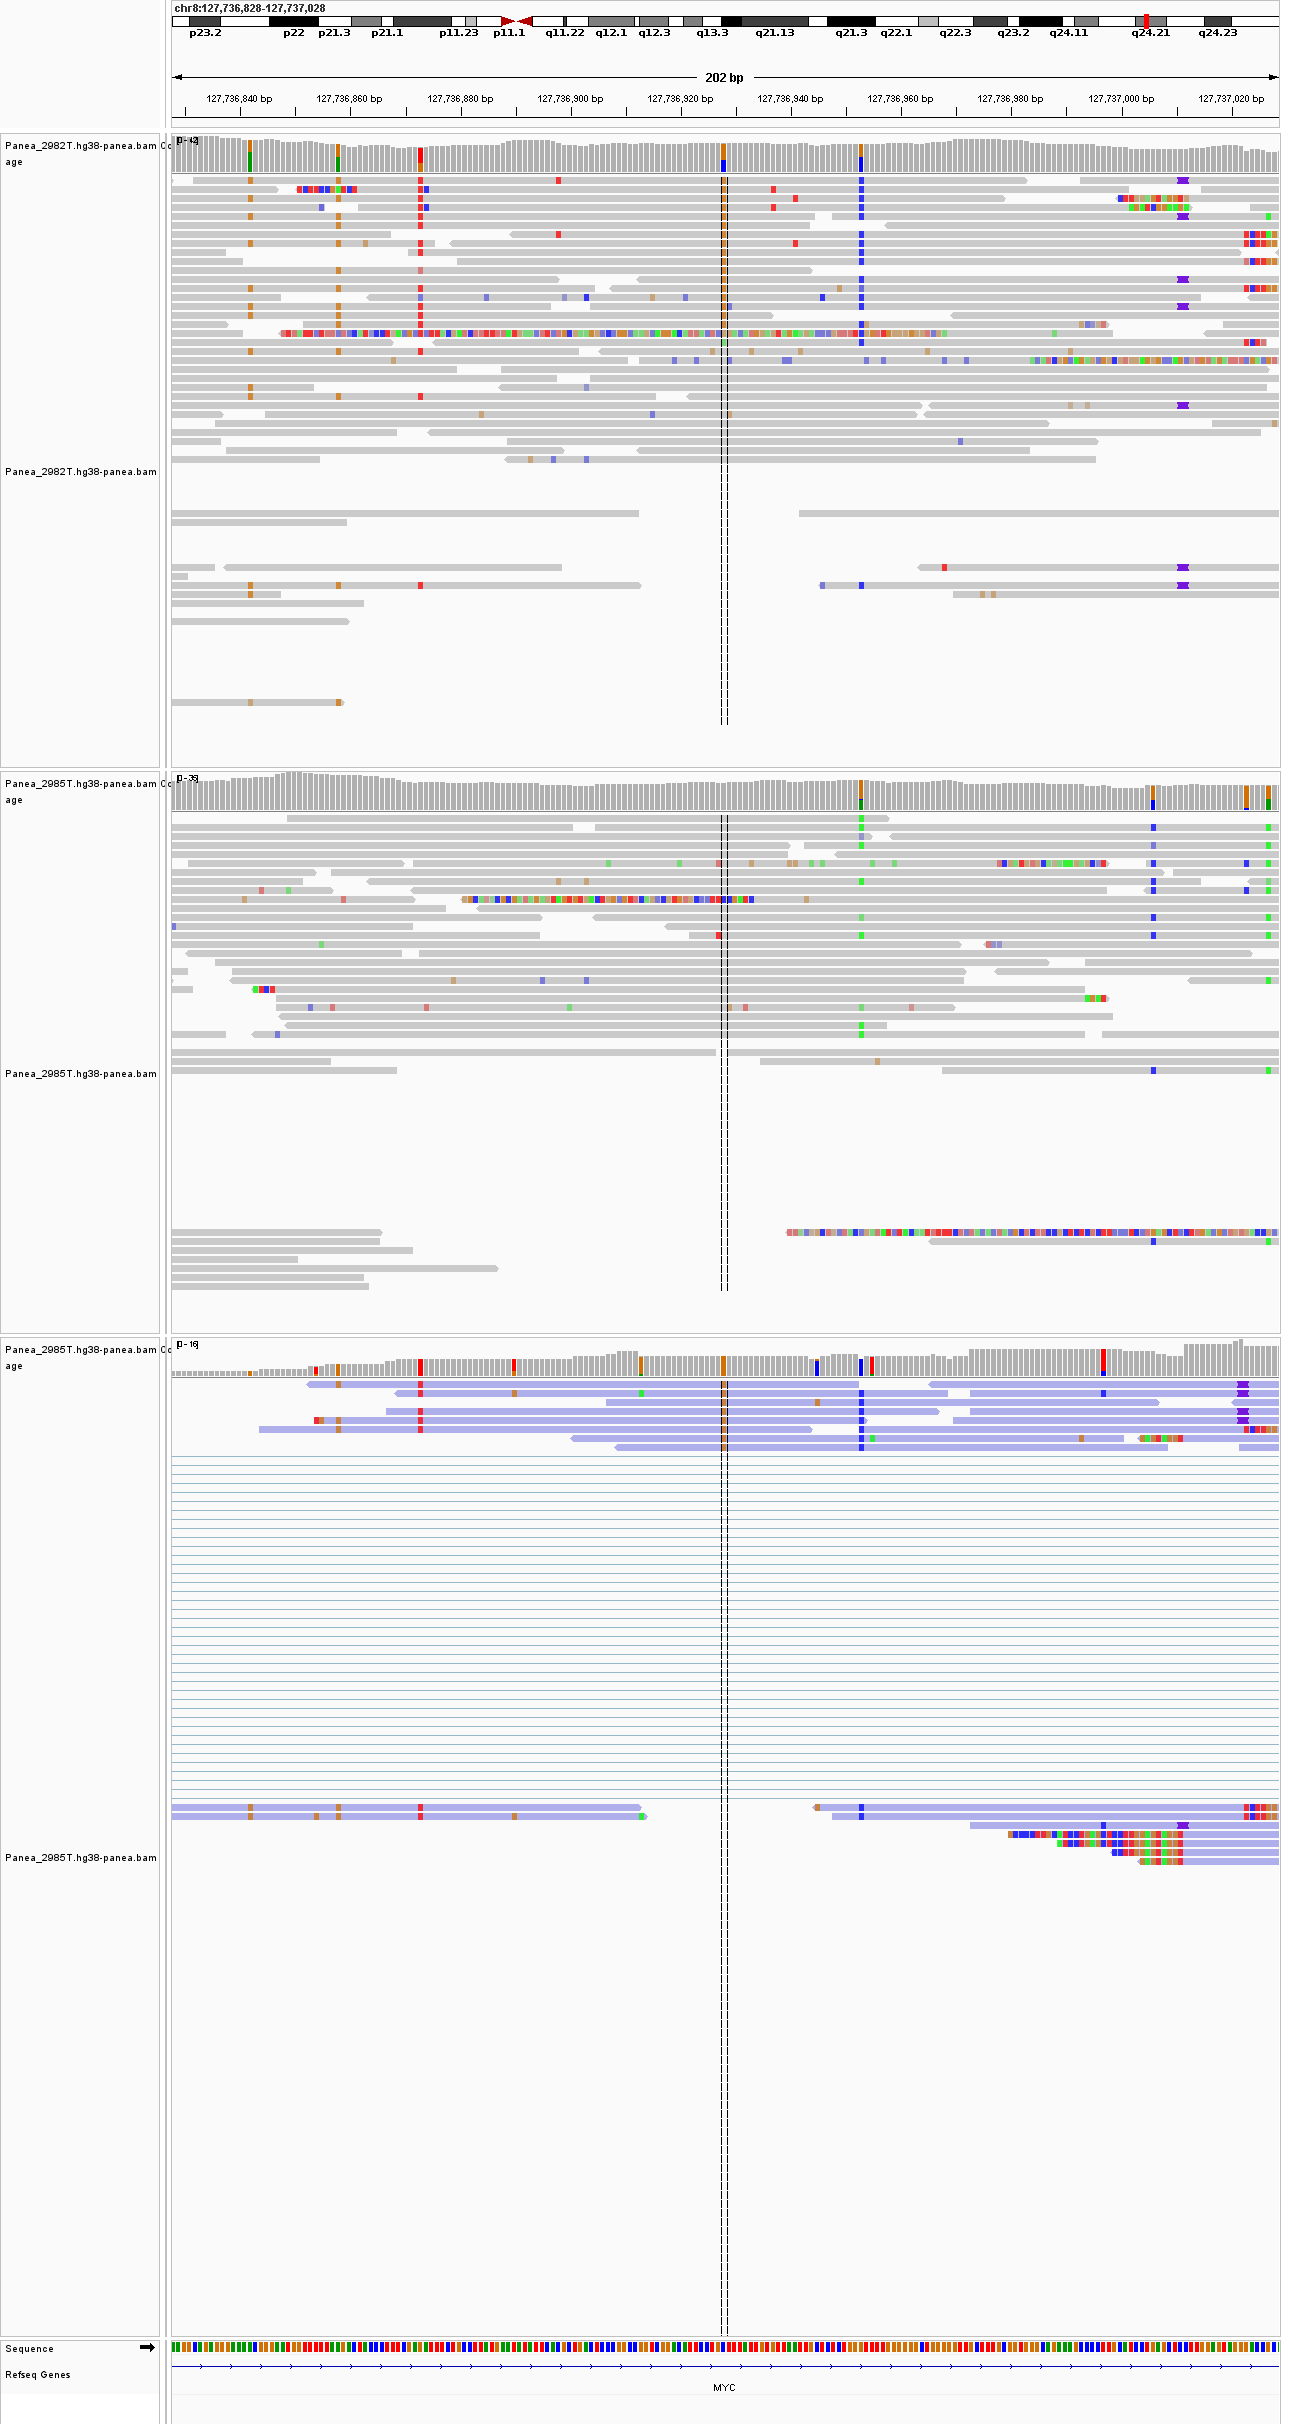 chr8:127,736,828-127,737,028
p23.2 p22 p21.3 p21.1 q11.23 p11.1 q11.22 q12.1 q12.3 q13.3 q21.13 q21.3 q22.1 q22.3 q23.2 q24.11 q24.21 q24.23
202 bp
127,736,840 bp 127,736,860 bp 127,736,880 bp 127,736,900 bp 127,736,920 bp 127,736,940 bp 127,736,960 bp 127,736,980 bp 127,737,000 bp 127,737,020 bp
Panea_2982T.hg38-panea.bam Co
age
[0 - 42]
Panea_2982T.hg38-panea.bam
Panea_2985T.hg38-panea.bam Co
age
Panea_2985T.hg38-panea.bam
Panea_2985T.hg38-panea.bam Co
age
[0 - 16]
Panea_2985T.hg38-panea.bam
Sequence
Refseq Genes
MYC